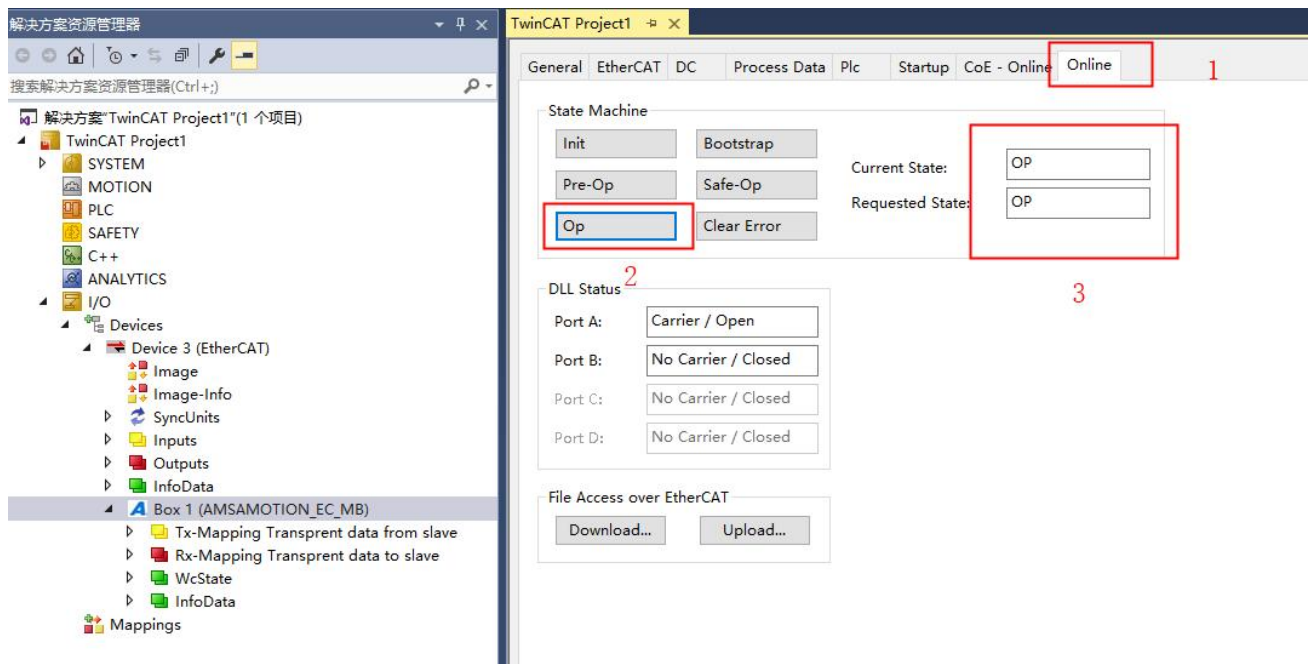 解决方案资源管理器
搜索解决方案资源管理器(Ctrl+;)
解决方案"TwinCAT Project1"(1 个项目)
TwinCAT Project1
SYSTEM
MOTION
PLC
SAFETY
C++
ANALYTICS
I/O
Devices
Device 3 (EtherCAT)
Image
Image-Info
SyncUnits
Inputs
Outputs
InfoData
Box 1 (AMSAMOTION_EC_MB)
Tx-Mapping Transprent data from slave
Rx-Mapping Transprent data to slave
WcState
InfoData
Mappings
TwinCAT Project1
General EtherCAT DC Process Data Plc Startup CoE - Online Online
1
State Machine
Init Bootstrap
Pre-Op Safe-Op
Op Clear Error
Current State: OP
Requested State: OP
2
3
DLL Status
Port A: Carrier / Open
Port B: No Carrier / Closed
Port C: No Carrier / Closed
Port D: No Carrier / Closed
File Access over EtherCAT
Download... Upload...